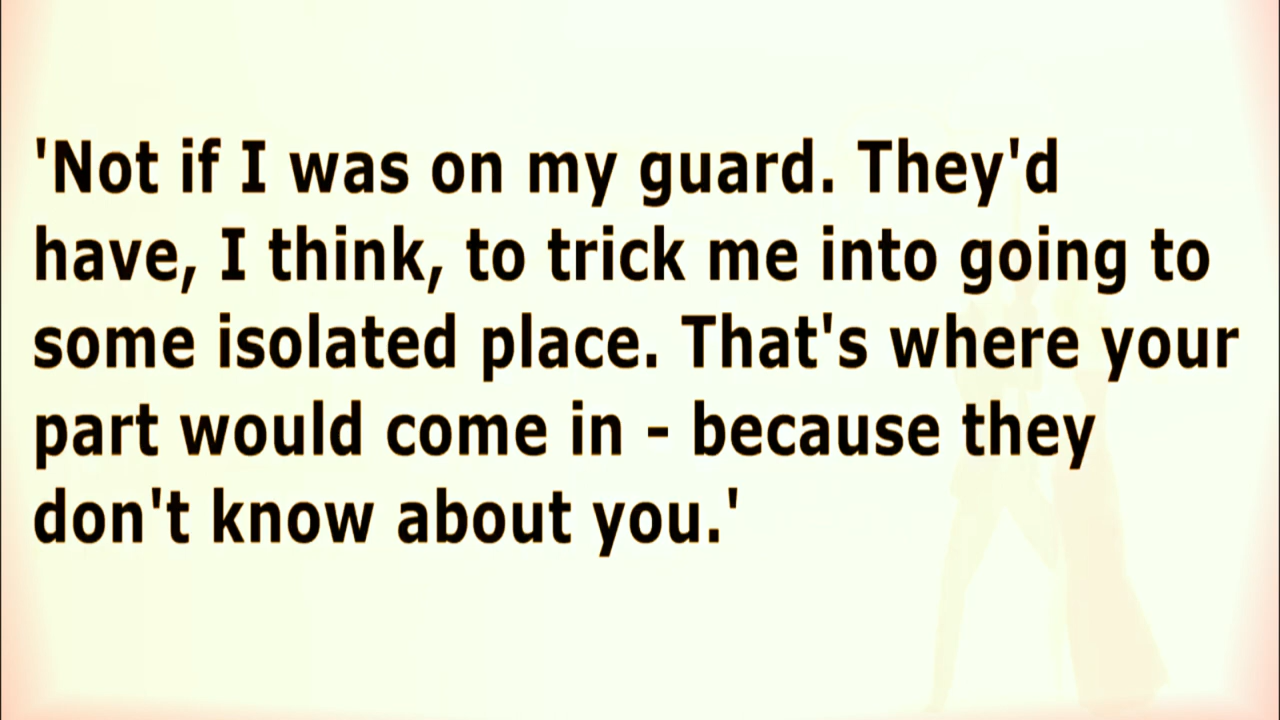 'Not if I was on my guard. They'd
have, I think, to trick me into going to
some isolated place. That's where your
part would come in - because they
don't know about you.'